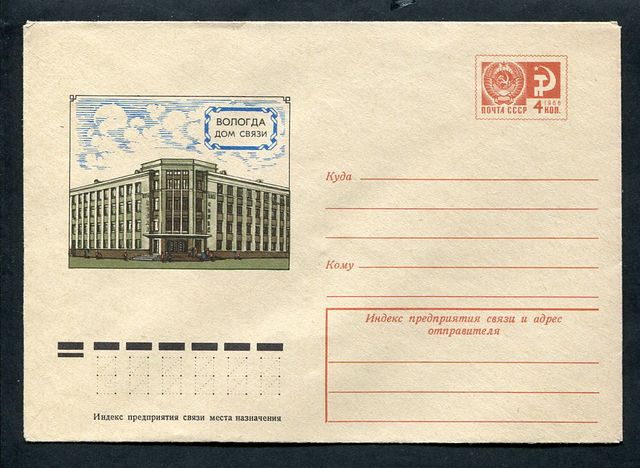 ВОЛОГДА
ДОМ СВЯЗИ
1966
ПОЧТА СССР 4 КОП.
Куда
Кому
Индекс предприятия связи и адрес
отправителя
Индекс предприятия связи места назначения